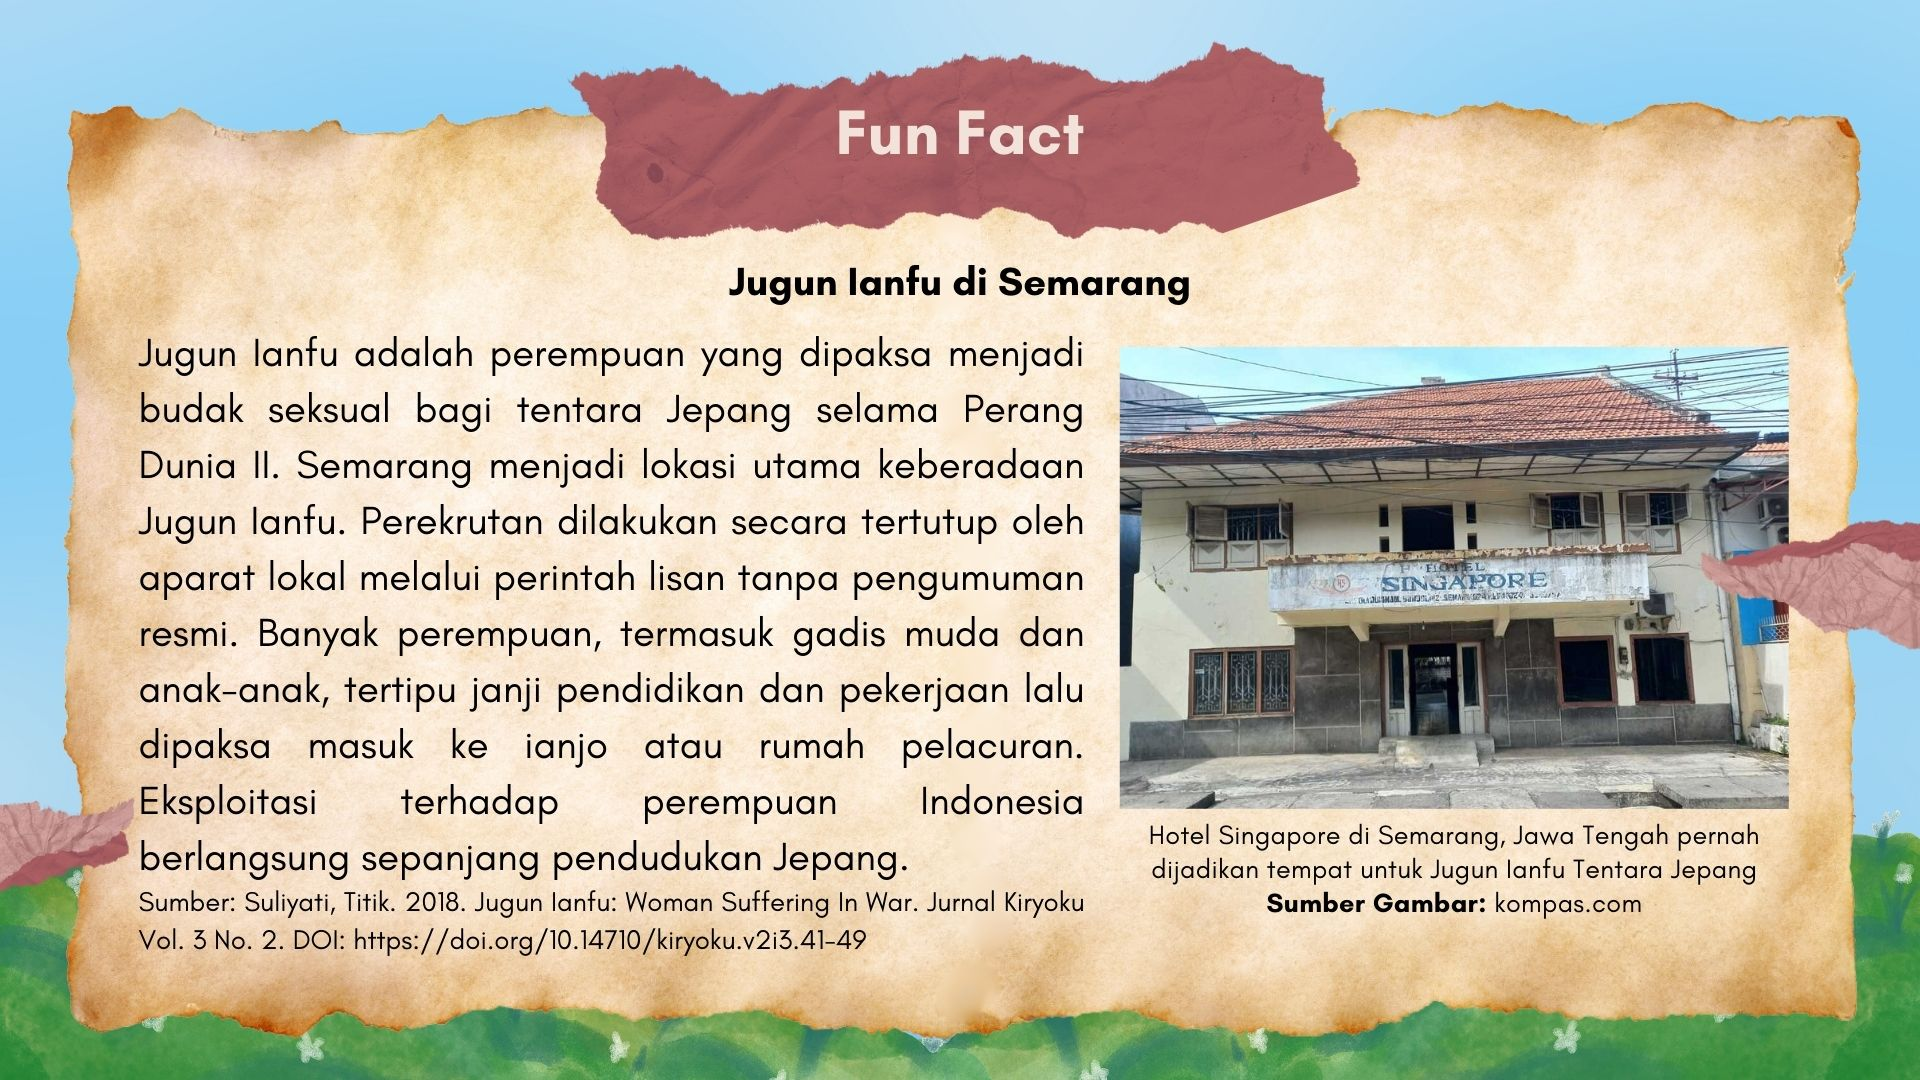 Fun Fact
Jugun Ianfu di Semarang
Jugun Ianfu adalah perempuan yang dipaksa menjadi
budak seksual bagi tentara Jepang selama Perang
Dunia II. Semarang menjadi lokasi utama keberadaan
Jugun Ianfu. Perekrutan dilakukan secara tertutup oleh
aparat lokal melalui perintah lisan tanpa pengumuman
resmi. Banyak perempuan, termasuk gadis muda dan
anak-anak, tertipu janji pendidikan dan pekerjaan lalu
dipaksa masuk ke ianjo atau rumah pelacuran.
Eksploitasi terhadap perempuan Indonesia
berlangsung sepanjang pendudukan Jepang.
Sumber: Suliyati, Titik. 2018. Jugun Ianfu: Woman Suffering In War. Jurnal Kiryoku
Vol. 3 No. 2. DOI: https://doi.org/10.14710/kiryoku.v2i3.41-49
HOTEL
SINGAPORE
Hotel Singapore di Semarang, Jawa Tengah pernah
dijadikan tempat untuk Jugun Ianfu Tentara Jepang
Sumber Gambar: kompas.com